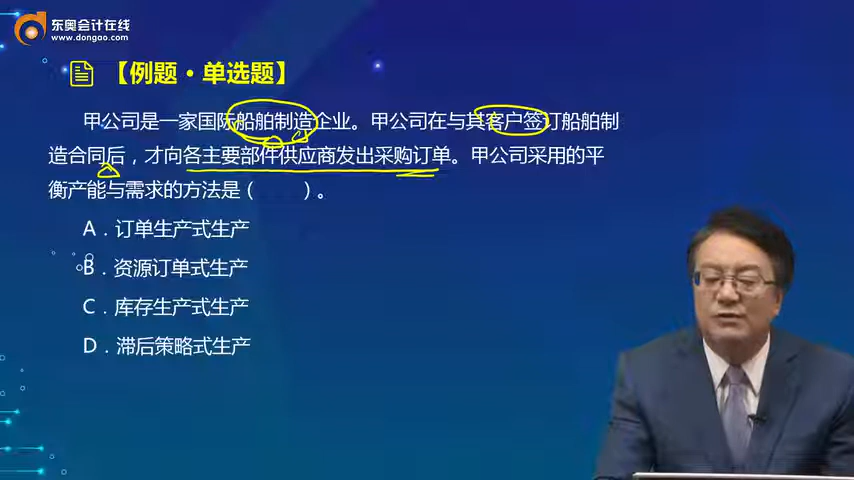 东奥会计在线
www.dongao.com
【例题·单选题】
甲公司是一家国际船舶制造企业。甲公司在与其客户签订船舶制
造合同后，才向各主要部件供应商发出采购订单。甲公司采用的平
衡产能与需求的方法是（　　）。
A．订单生产式生产
B．资源订单式生产
C．库存生产式生产
D．滞后策略式生产